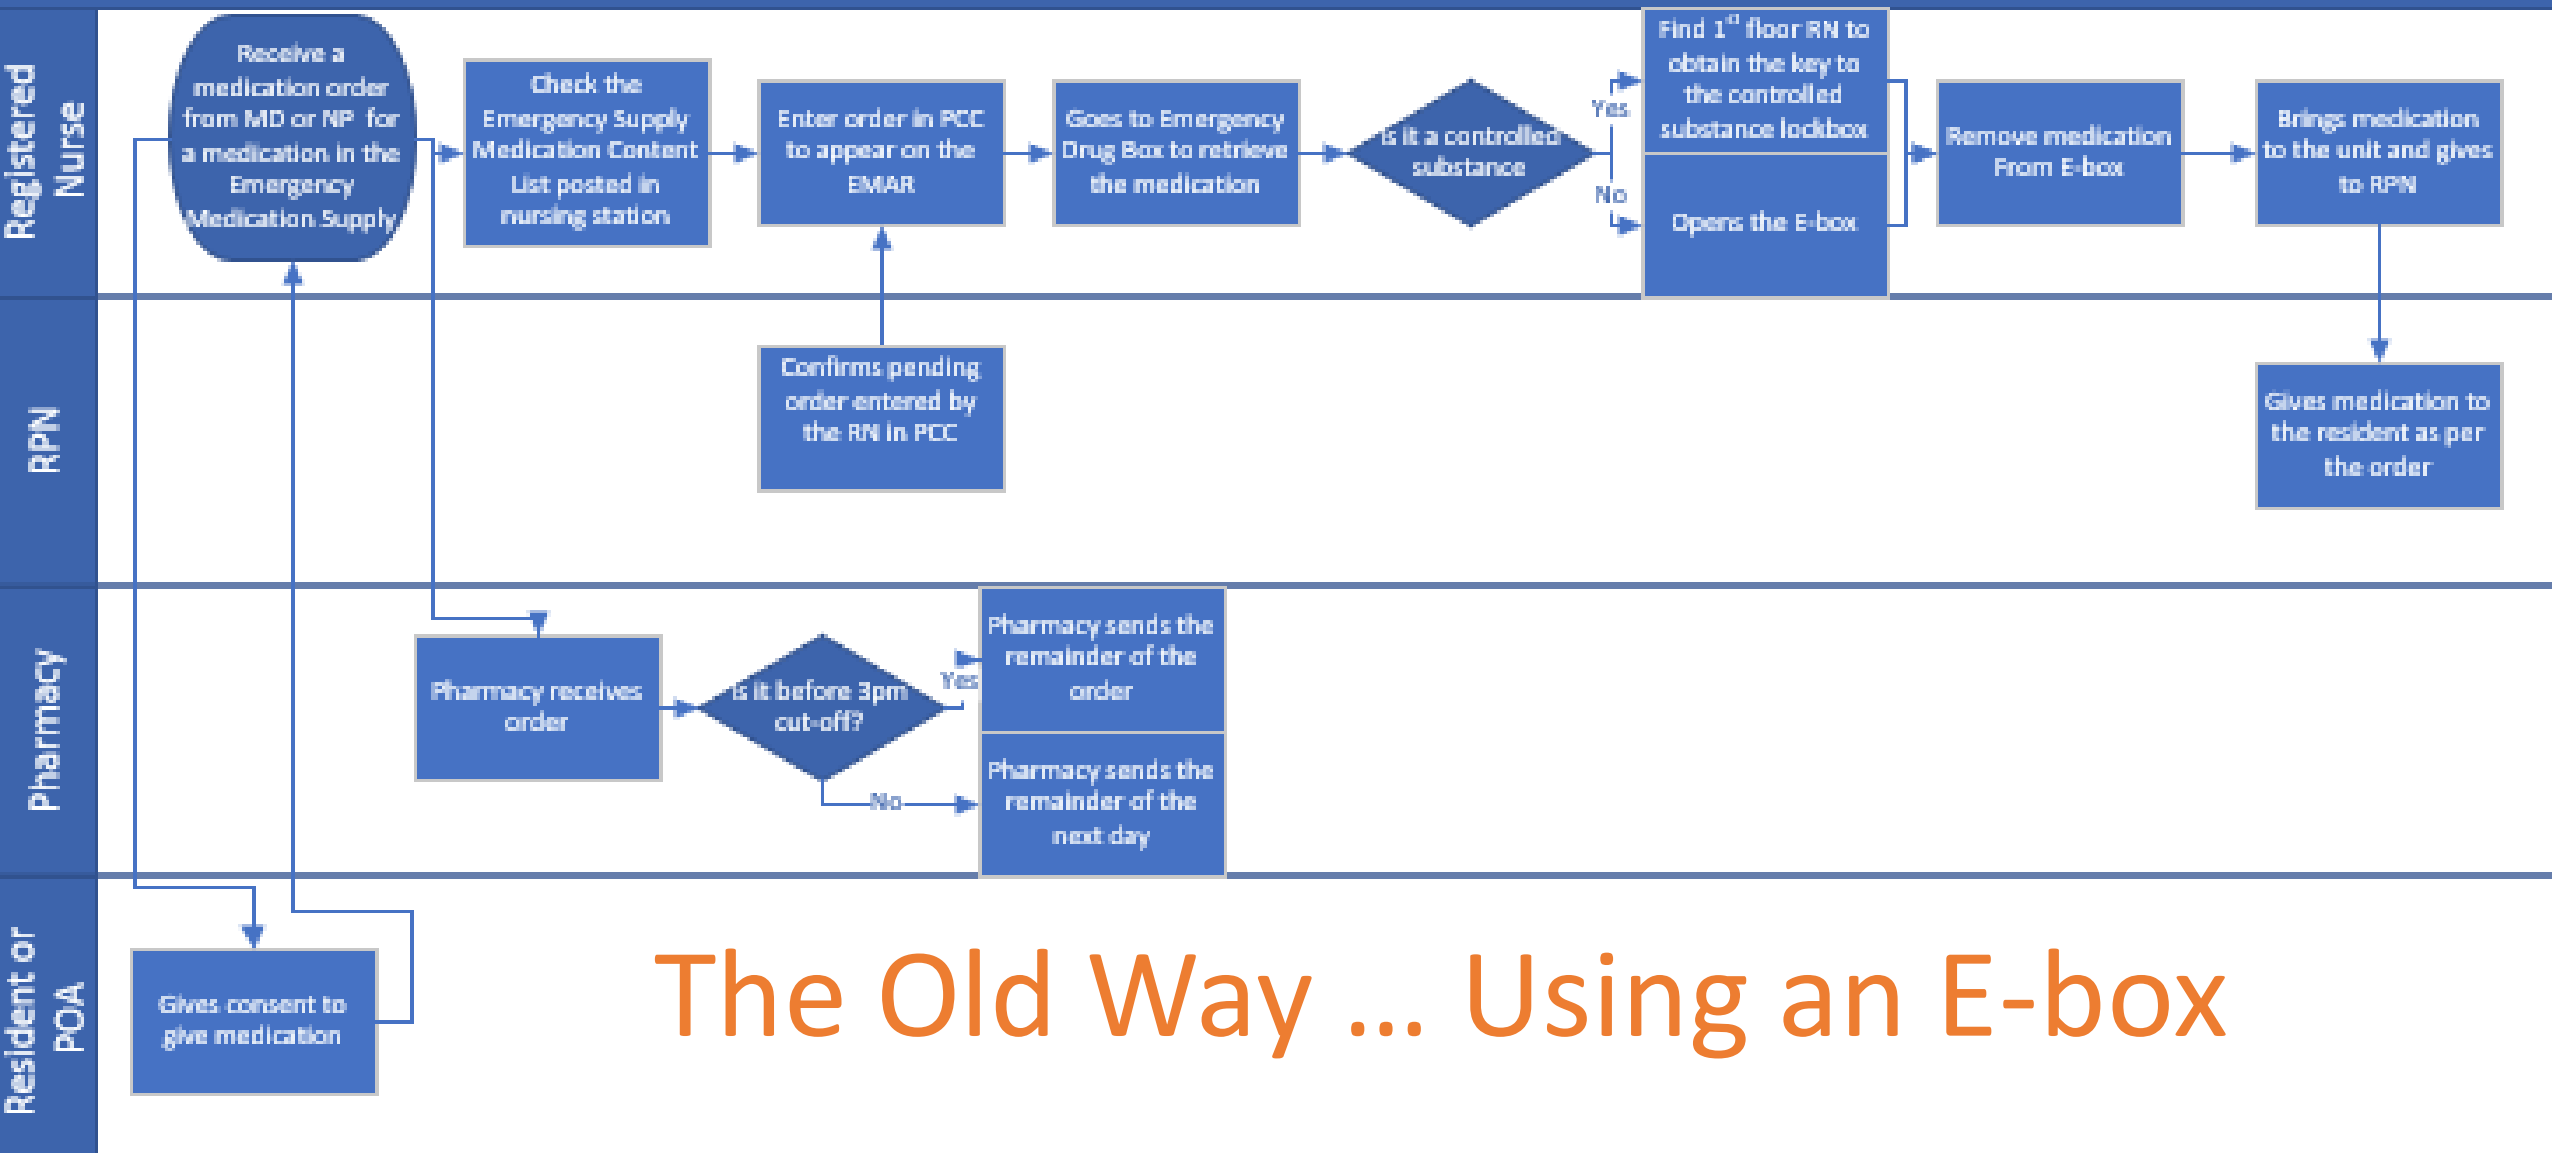 Registered
Nurse
Receive a
medication order
from MD or NP for
a medication in the
Emergency
Medication Supply
Check the
Emergency Supply
Medication Content
List posted in
nursing station
Enter order in PCC
to appear on the
EMAR
Goes to Emergency
Drug Box to retrieve
the medication
Is it a controlled
substance
Yes
No
Find 1st floor RN to
obtain the key to
the controlled
substance lockbox
Opens the E-box
Remove medication
From E-box
Brings medication
to the unit and gives
to RPN
RPN
Confirms pending
order entered by
the RN in PCC
Gives medication to
the resident as per
the order
Pharmacy
Pharmacy receives
order
Is it before 3pm
cut-off?
Yes
No
Pharmacy sends the
remainder of the
order
Pharmacy sends the
remainder of the
next day
Resident or
POA
Gives consent to
give medication
The Old Way ... Using an E-box